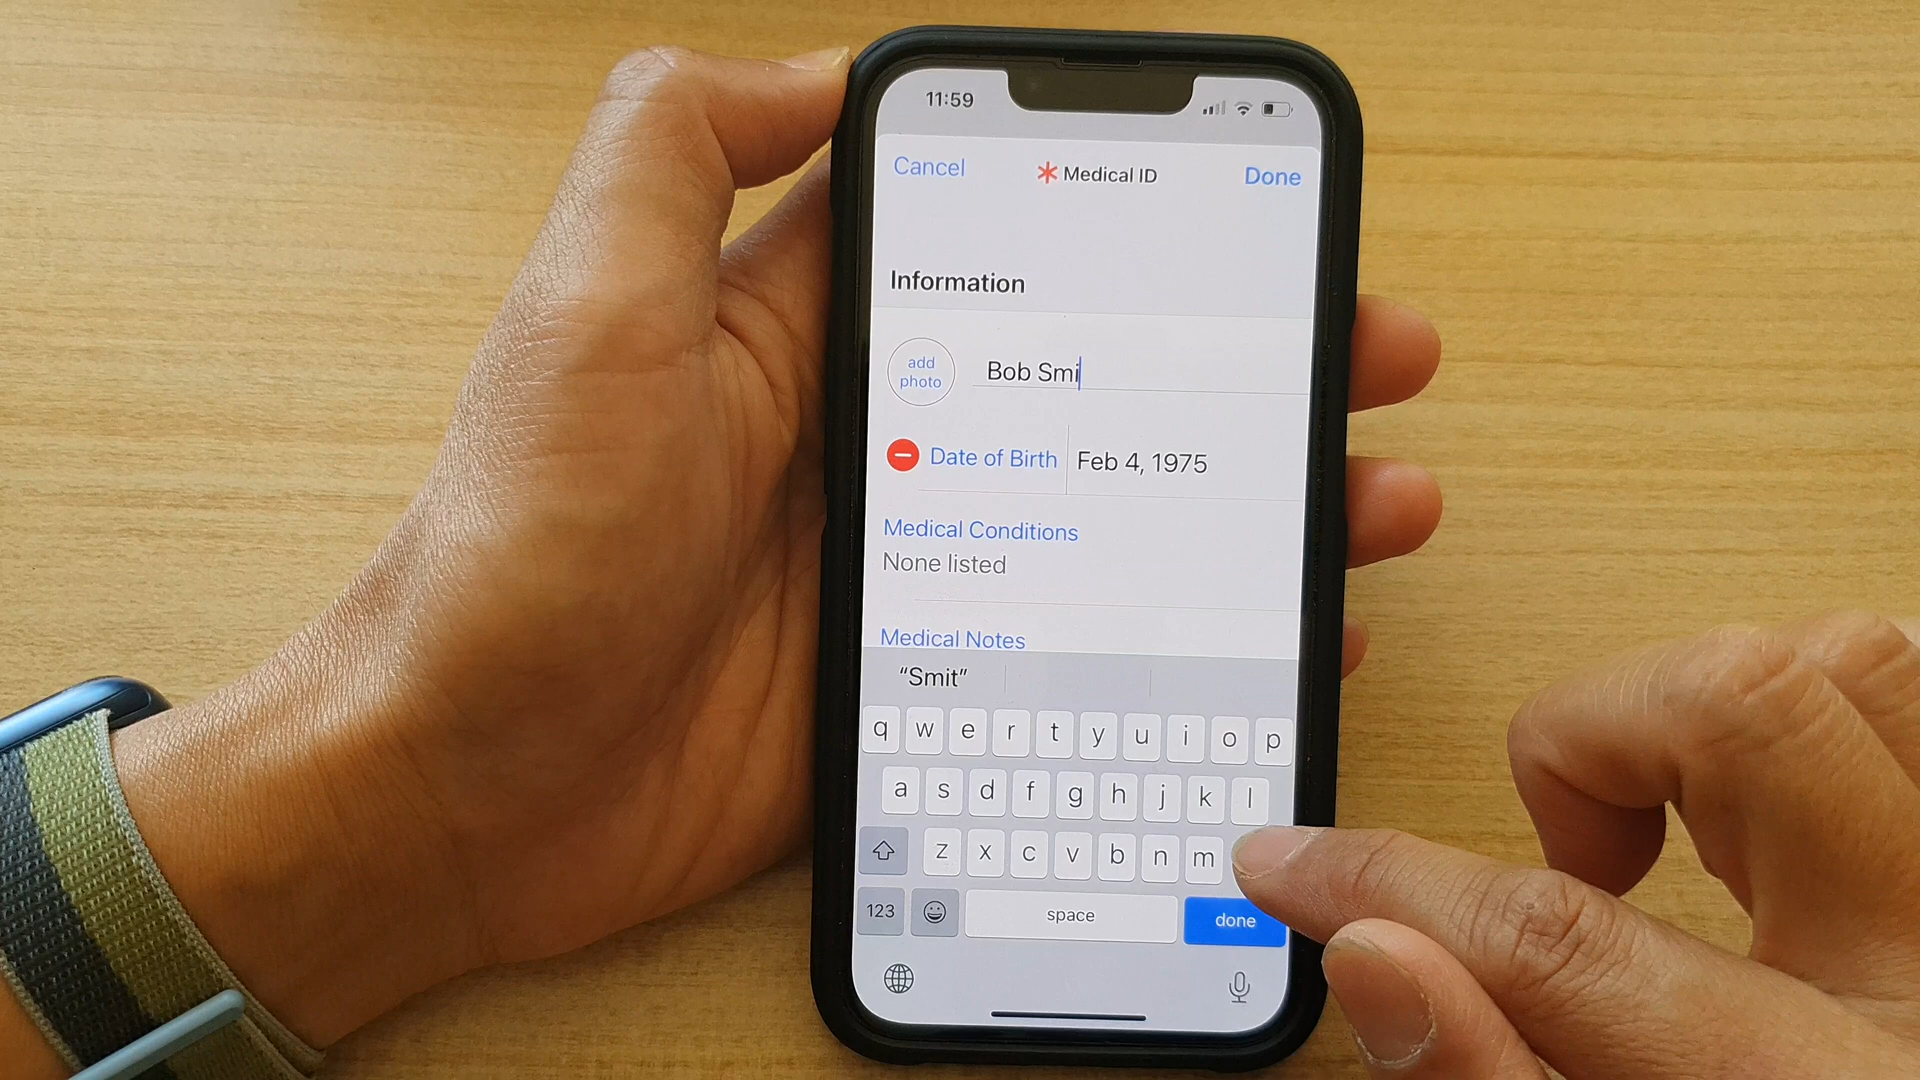 11:59
Cancel
Medical ID
Done
Information
add
photo
Bob Smi
Date of Birth
Feb 4, 1975
Medical Conditions
None listed
Medical Notes
“Smit”
q w e r t y u i o p
a s d f g h j k l
z x c v b n m
123
space
done